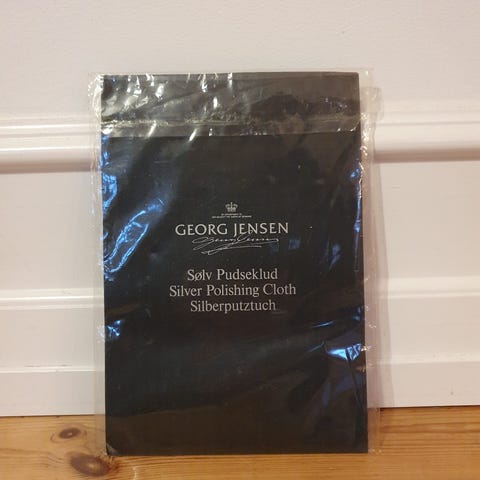 GEORG JENSEN
Sølv Pudseklud
Silver Polishing Cloth
Silberputztuch